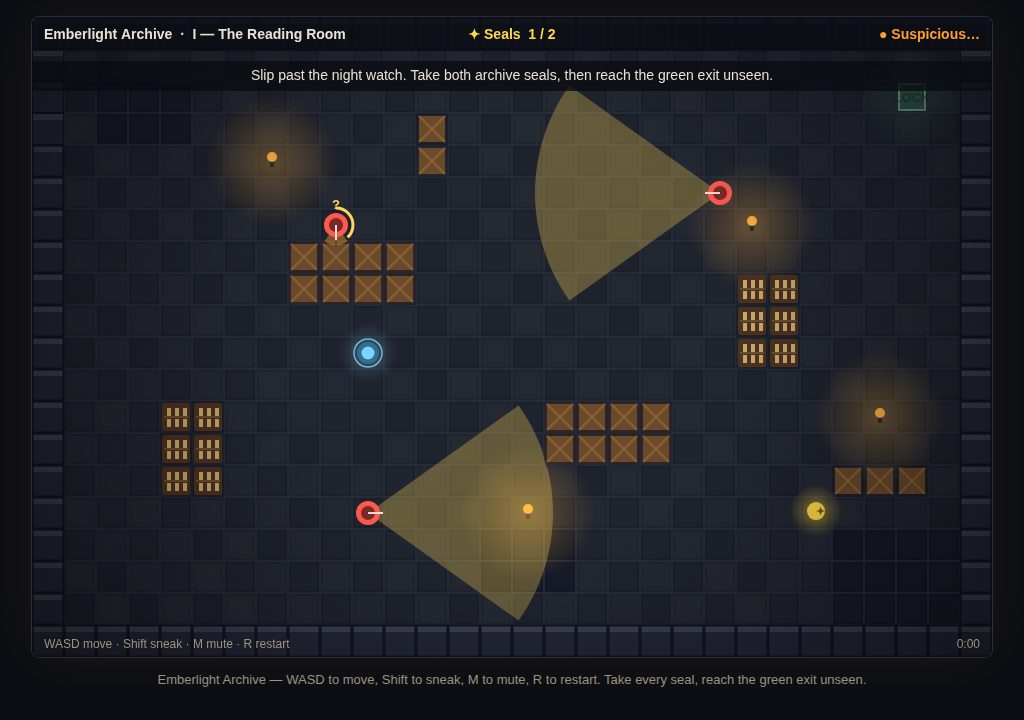 Emberlight Archive · I — The Reading Room
✦ Seals 1 / 2
● Suspicious…
Slip past the night watch. Take both archive seals, then reach the green exit unseen.
?
WASD move · Shift sneak · M mute · R restart
0:00
Emberlight Archive — WASD to move, Shift to sneak, M to mute, R to restart. Take every seal, reach the green exit unseen.